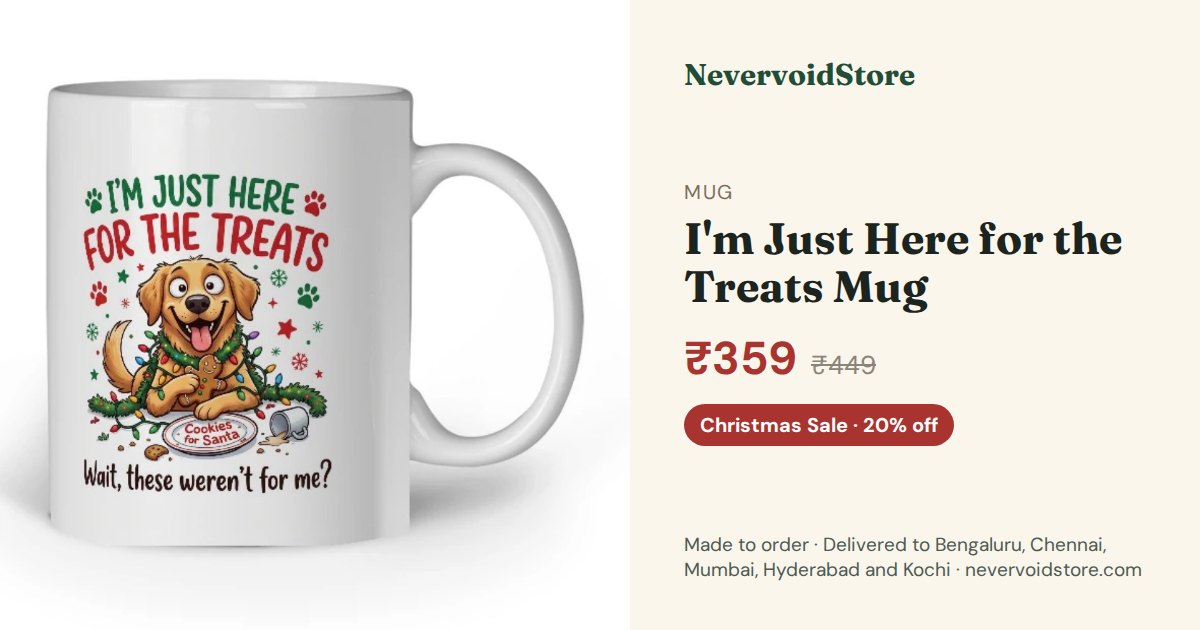 I'M JUST HERE
FOR THE TREATS
Cookies
for Santa
Wait, these weren't for me?
NevervoidStore
MUG
I'm Just Here for the
Treats Mug
₹359 ₹449
Christmas Sale · 20% off
Made to order · Delivered to Bengaluru, Chennai,
Mumbai, Hyderabad and Kochi · nevervoidstore.com